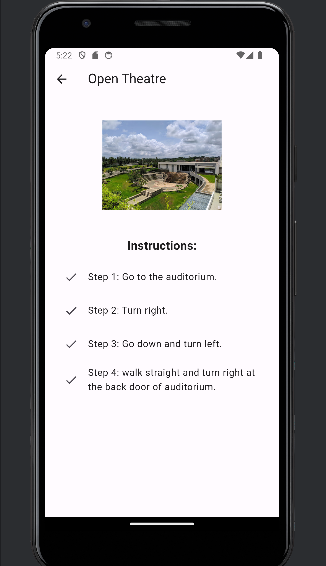 5:22
Open Theatre
Instructions:
Step 1: Go to the auditorium.
Step 2: Turn right.
Step 3: Go down and turn left.
Step 4: walk straight and turn right at
the back door of auditorium.